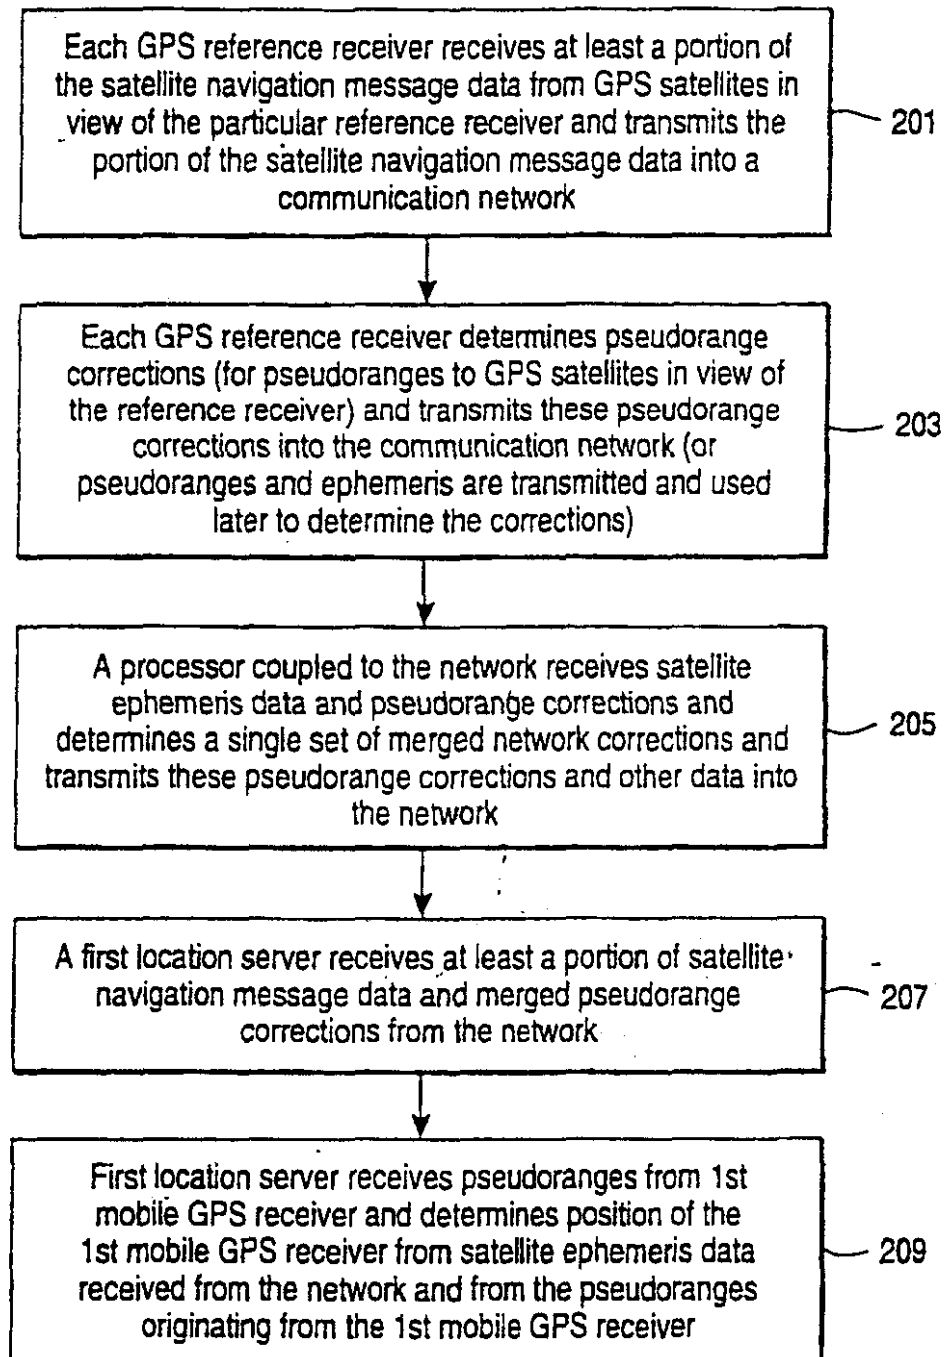 Each GPS reference receiver receives at least a portion of
the satellite navigation message data from GPS satellites in
view of the particular reference receiver and transmits the
portion of the satellite navigation message data into a
communication network
201
Each GPS reference receiver determines pseudorange
corrections (for pseudoranges to GPS satellites in view of
the reference receiver) and transmits these pseudorange
corrections into the communication network (or
pseudoranges and ephemeris are transmitted and used
later to determine the corrections)
203
A processor coupled to the network receives satellite
ephemeris data and pseudorange corrections and
determines a single set of merged network corrections and
transmits these pseudorange corrections and other data into
the network
205
A first location server receives at least a portion of satellite
navigation message data and merged pseudorange
corrections from the network
207
First location server receives pseudoranges from 1st
mobile GPS receiver and determines position of the
1st mobile GPS receiver from satellite ephemeris data
received from the network and from the pseudoranges
originating from the 1st mobile GPS receiver
209